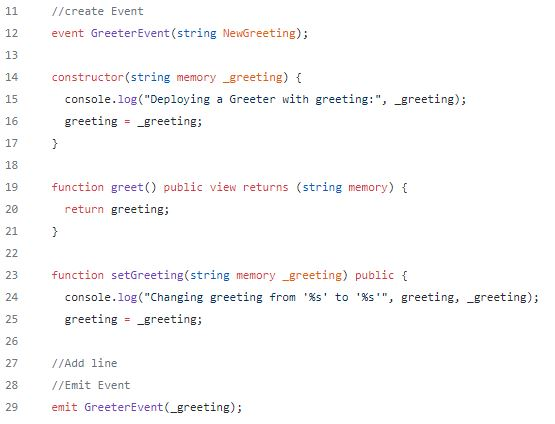 11 //create Event
12 event GreeterEvent(string NewGreeting);
13
14 constructor(string memory _greeting) {
15 console.log("Deploying a Greeter with greeting:", _greeting);
16 greeting = _greeting;
17 }
18
19 function greet() public view returns (string memory) {
20 return greeting;
21 }
22
23 function setGreeting(string memory _greeting) public {
24 console.log("Changing greeting from '%s' to '%s'", greeting, _greeting);
25 greeting = _greeting;
26
27 //Add line
28 //Emit Event
29 emit GreeterEvent(_greeting);